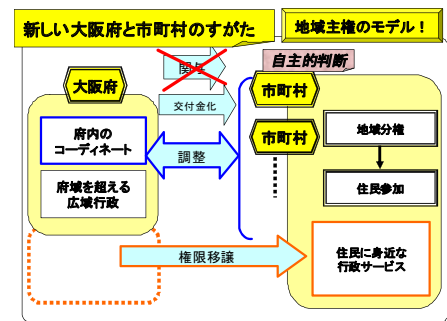 新しい大阪府と市町村のすがた
地域主権のモデル！
関与
自主的判断
大阪府
交付金化
市町村
府内の
コーディネート
調整
市町村
地域分権
府域を超える
広域行政
住民参加
権限移譲
住民に身近な
行政サービス